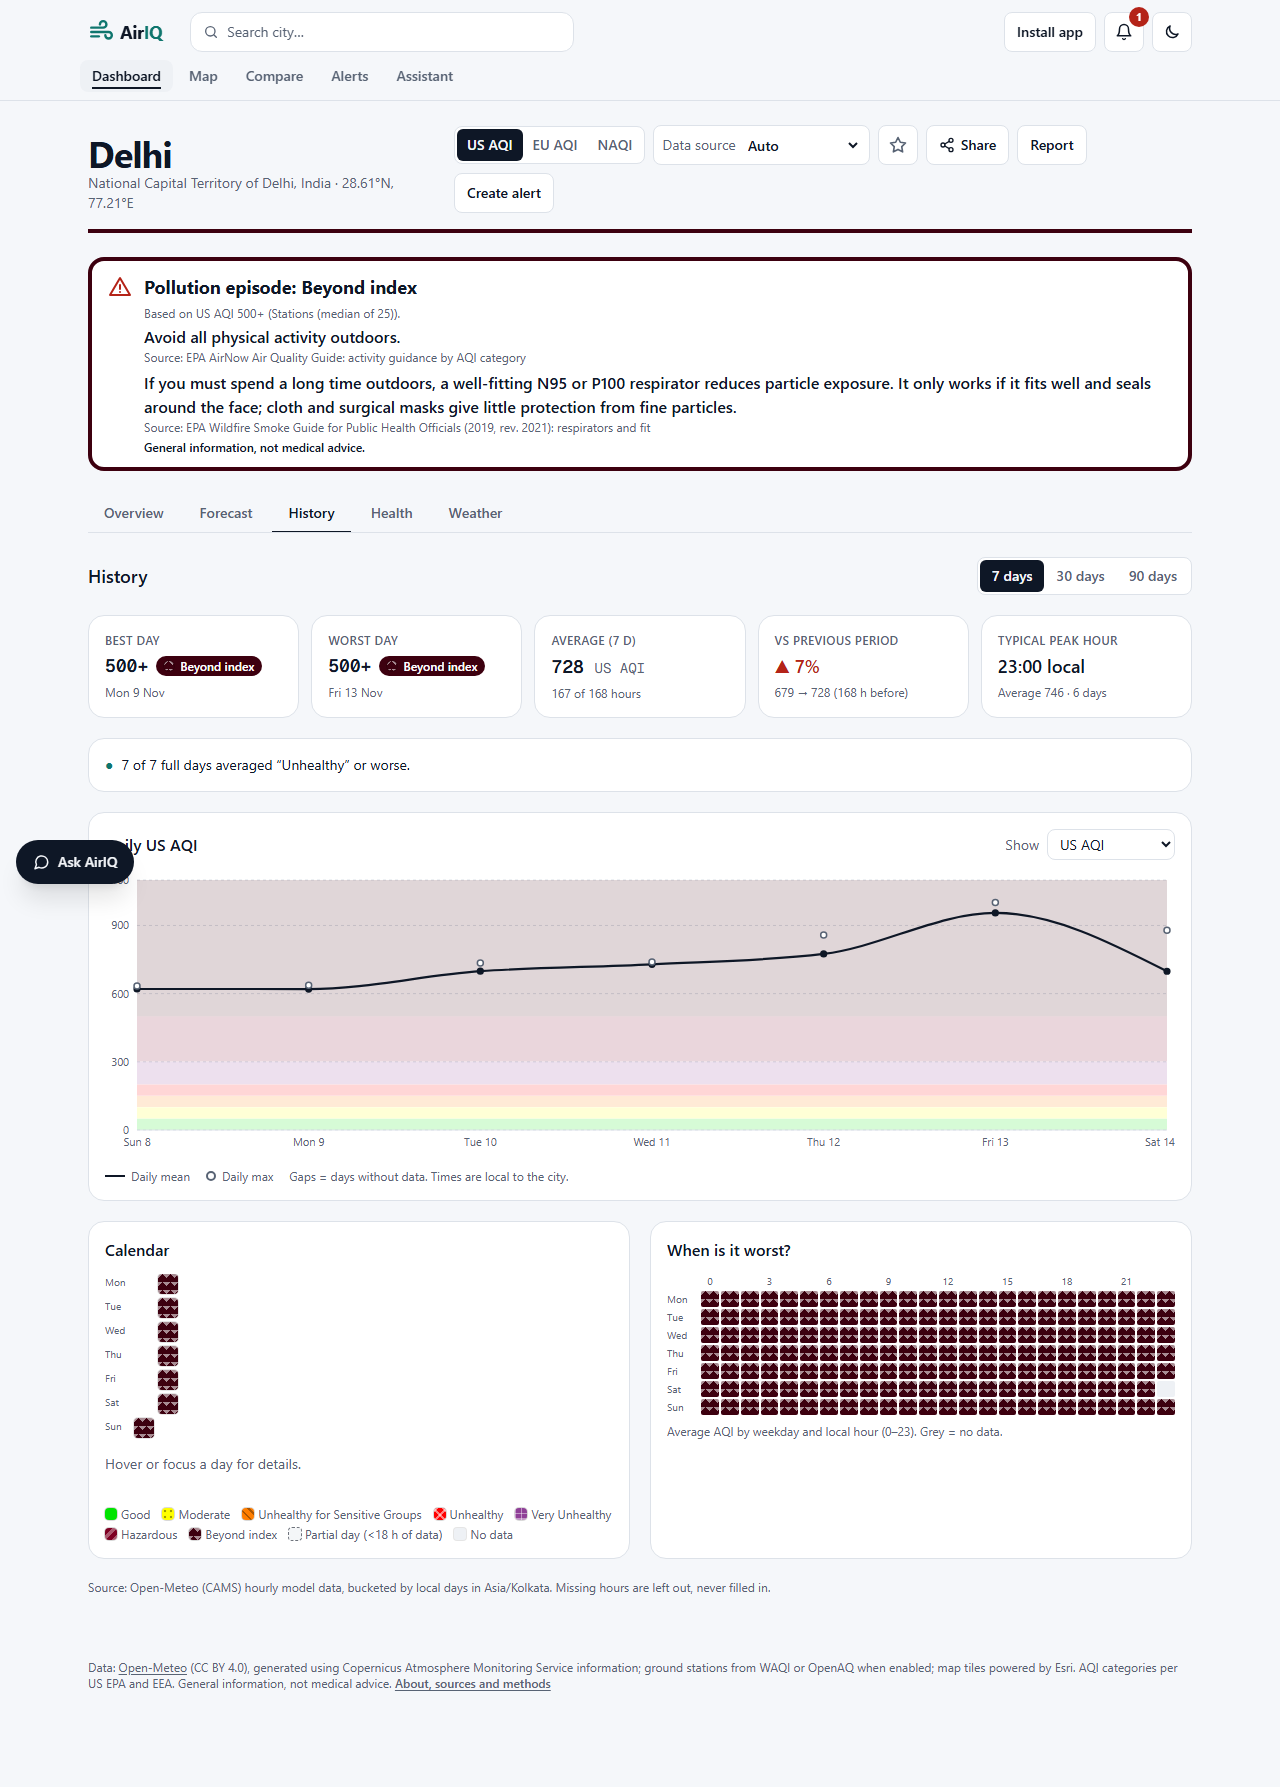 AirIQ
Search city...
Install app
1
Dashboard
Map
Compare
Alerts
Assistant
Delhi
National Capital Territory of Delhi, India · 28.61°N,
77.21°E
US AQI
EU AQI
NAQI
Data source Auto
Share
Report
Create alert
Pollution episode: Beyond index
Based on US AQI 500+ (Stations (median of 25)).
Avoid all physical activity outdoors.
Source: EPA AirNow Air Quality Guide: activity guidance by AQI category
If you must spend a long time outdoors, a well-fitting N95 or P100 respirator reduces particle exposure. It only works if it fits well and seals
around the face; cloth and surgical masks give little protection from fine particles.
Source: EPA Wildfire Smoke Guide for Public Health Officials (2019, rev. 2021): respirators and fit
General information, not medical advice.
Overview
Forecast
History
Health
Weather
History
7 days
30 days
90 days
BEST DAY
500+ Beyond index
Mon 9 Nov
WORST DAY
500+ Beyond index
Fri 13 Nov
AVERAGE (7 D)
728 US AQI
167 of 168 hours
VS PREVIOUS PERIOD
▲ 7%
679 → 728 (168 h before)
TYPICAL PEAK HOUR
23:00 local
Average 746 · 6 days
● 7 of 7 full days averaged “Unhealthy” or worse.
ily US AQI
Show US AQI
Ask AirIQ
900
600
300
0
Sun 8
Mon 9
Tue 10
Wed 11
Thu 12
Fri 13
Sat 14
Daily mean
Daily max
Gaps = days without data. Times are local to the city.
Calendar
Mon
Tue
Wed
Thu
Fri
Sat
Sun
Hover or focus a day for details.
Good
Moderate
Unhealthy for Sensitive Groups
Unhealthy
Very Unhealthy
Hazardous
Beyond index
Partial day (<18 h of data)
No data
When is it worst?
0 3 6 9 12 15 18 21
Mon
Tue
Wed
Thu
Fri
Sat
Sun
Average AQI by weekday and local hour (0–23). Grey = no data.
Source: Open-Meteo (CAMS) hourly model data, bucketed by local days in Asia/Kolkata. Missing hours are left out, never filled in.
Data: Open-Meteo (CC BY 4.0), generated using Copernicus Atmosphere Monitoring Service information; ground stations from WAQI or OpenAQ when enabled; map tiles powered by Esri. AQI categories per
US EPA and EEA. General information, not medical advice. About, sources and methods